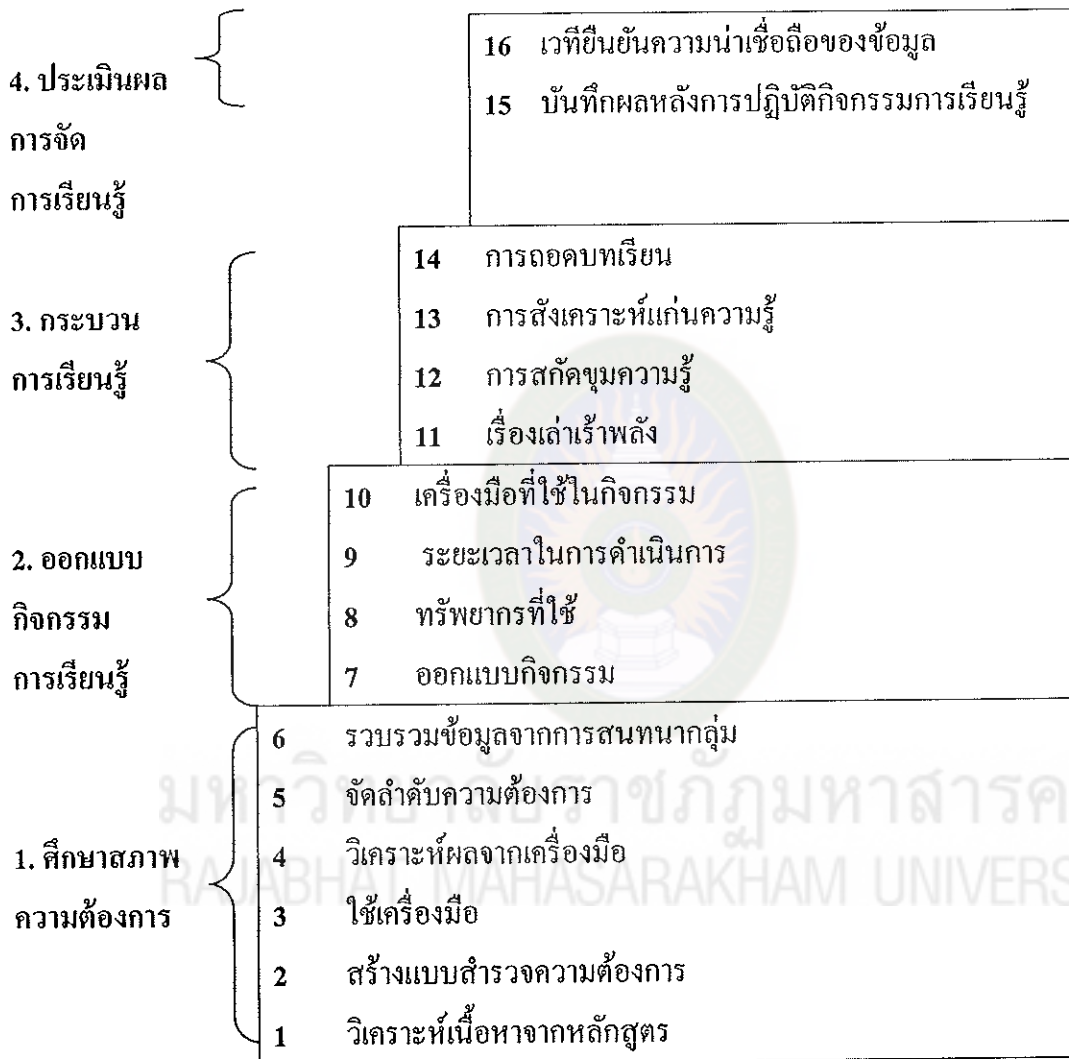 16 เวทียืนยันความน่าเชื่อถือของข้อมูล
4. ประเมินผล
15 บันทึกผลหลังการปฏิบัติกิจกรรมการเรียนรู้
การจัด
การเรียนรู้
14 การถอดบทเรียน
3. กระบวน
13 การสังเคราะห์แก่นความรู้
การเรียนรู้
12 การสกัดขุมความรู้
11 เรื่องเล่าเร้าพลัง
10 เครื่องมือที่ใช้ในกิจกรรม
2. ออกแบบ
9 ระยะเวลาในการดำเนินการ
กิจกรรม
8 ทรัพยากรที่ใช้
การเรียนรู้
7 ออกแบบกิจกรรม
6 รวบรวมข้อมูลจากการสนทนากลุ่ม
5 จัดลำดับความต้องการ
1. ศึกษาสภาพ
4 วิเคราะห์ผลจากเครื่องมือ
ความต้องการ
3 ใช้เครื่องมือ
2 สร้างแบบสำรวจความต้องการ
1 วิเคราะห์เนื้อหาจากหลักสูตร
มหาวิทยาลัยราชภัฏมหาสารค
RAJABHAT MAHASARAKHAM UNIVERS